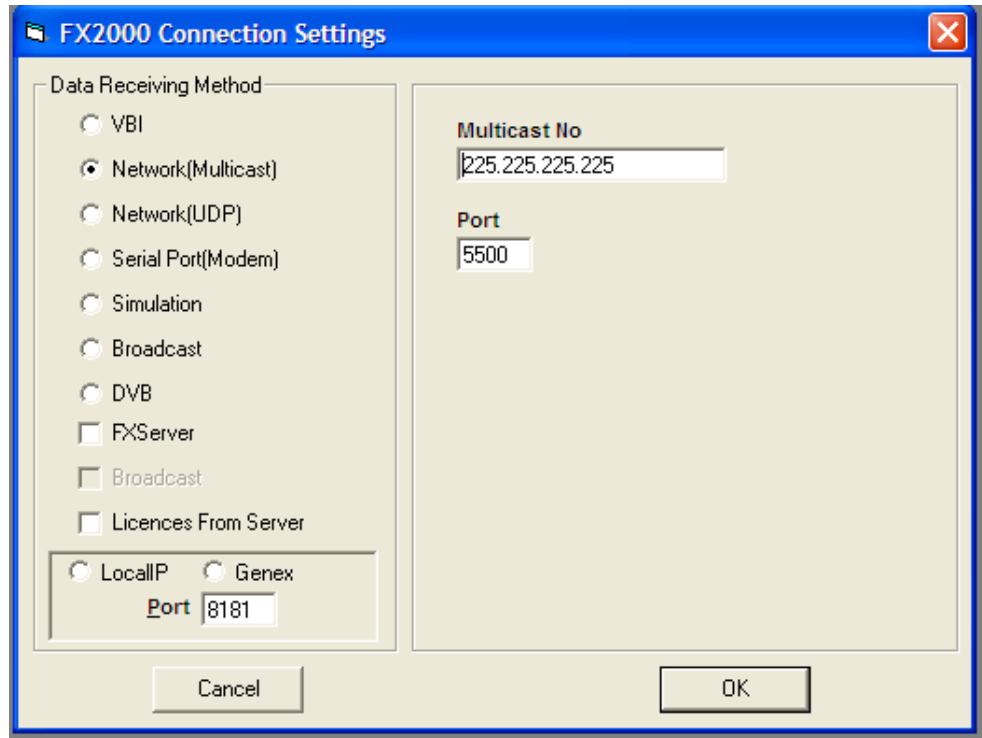 FX2000 Connection Settings
Data Receiving Method
VBI
Network(Multicast)
Network(UDP)
Serial Port(Modem)
Simulation
Broadcast
DVB
FXServer
Broadcast
Licences From Server
LocalIP Genex
Port 8181
Multicast No
225.225.225.225
Port
5500
Cancel OK